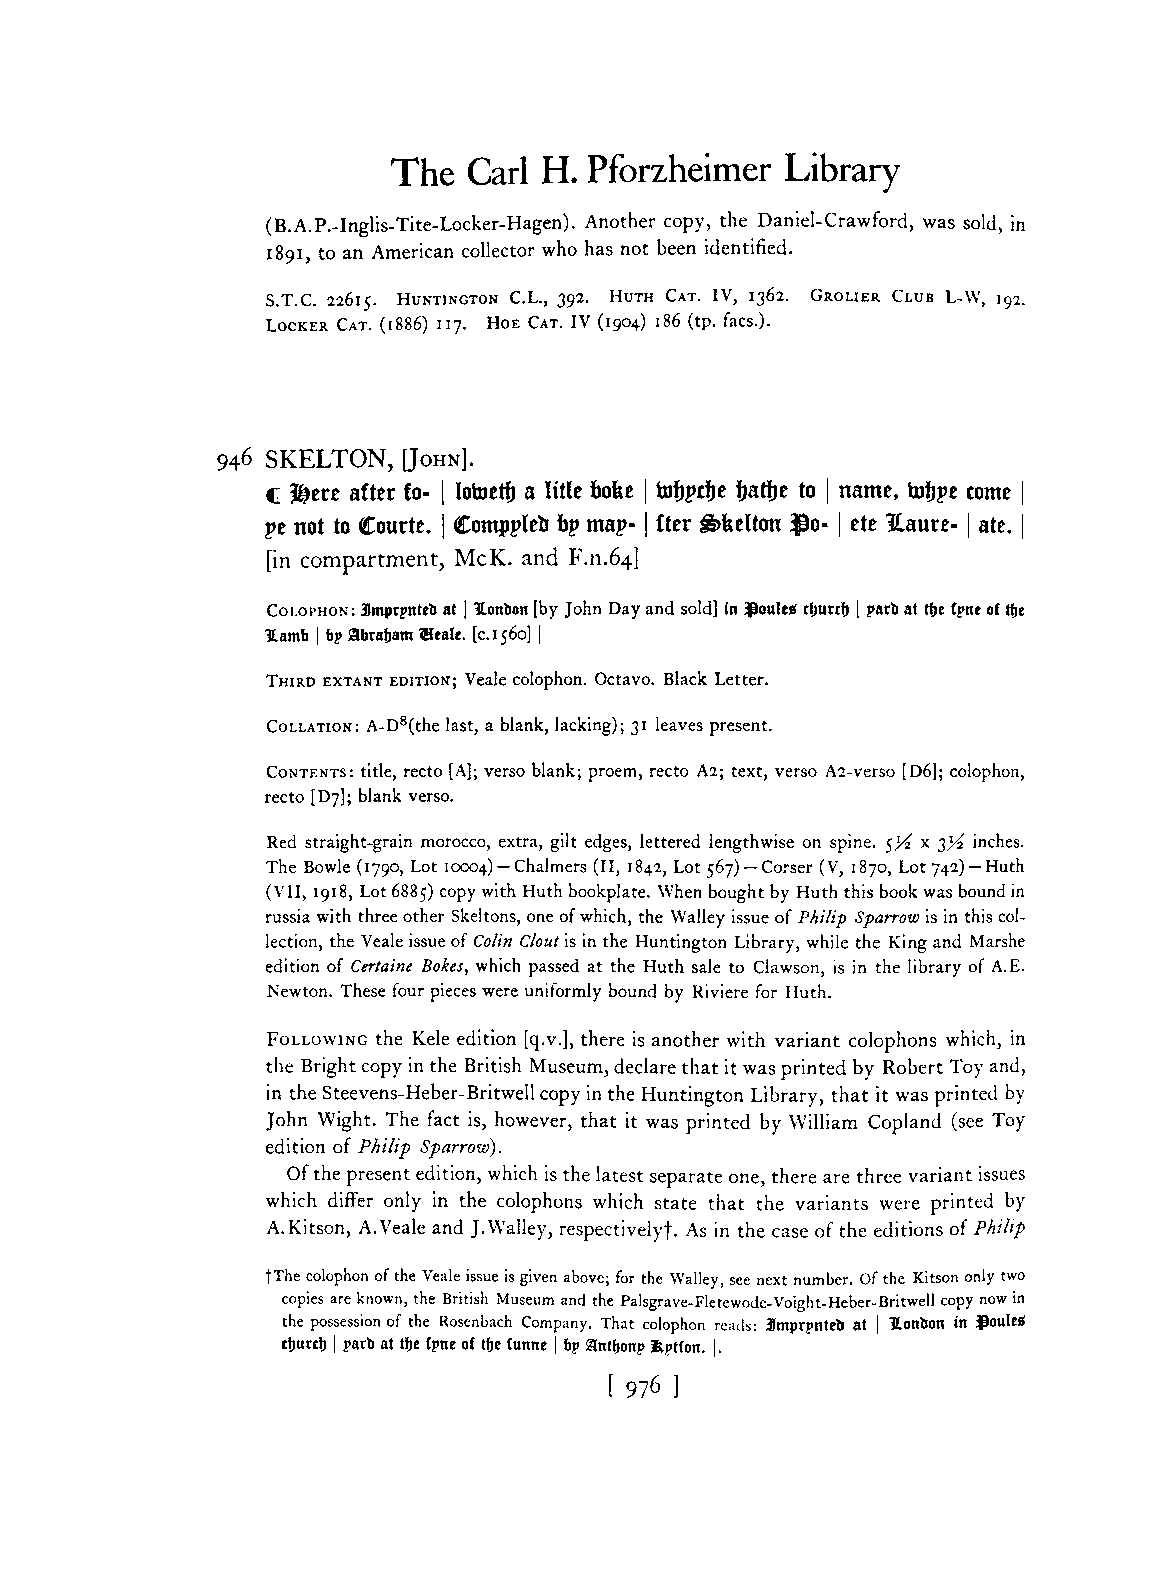 The Carl H. Pforzheimer Library
(B.A.P.-Inglis-Tite-Locker-Hagen). Another copy, the Daniel-Crawford, was sold, in
1891, to an American collector who has not been identified.
S.T.C. 22615. Huntington C.L., 392. Huth Cat. IV, 1362. Grolier Club L-W, 192.
Locker Cat. (1886) 117. Hoe Cat. IV (1904) 186 (tp. facs.).
946 SKELTON, [John].
¶ Here after fo- | loweth a litle boke | whyche hathe to | name, whye come |
ye not to Courte. | Compyled by may- | ster Skelton Po- | ete Laure- | ate. |
[in compartment, McK. and F.n.64]
Colophon: Imprynted at | London [by John Day and sold] in Poules church | yard at the syne of the
Lamb | by Abraham Veale. [c.1560] |
Third extant edition; Veale colophon. Octavo. Black Letter.
Collation: A-D⁸(the last, a blank, lacking); 31 leaves present.
Contents: title, recto [A]; verso blank; proem, recto A2; text, verso A2-verso [D6]; colophon,
recto [D7]; blank verso.
Red straight-grain morocco, extra, gilt edges, lettered lengthwise on spine. 5½ x 3½ inches.
The Bowle (1790, Lot 10004)—Chalmers (II, 1842, Lot 567)—Corser (V, 1870, Lot 742)—Huth
(VII, 1918, Lot 6885) copy with Huth bookplate. When bought by Huth this book was bound in
russia with three other Skeltons, one of which, the Walley issue of Philip Sparrow is in this col-
lection, the Veale issue of Colin Clout is in the Huntington Library, while the King and Marshe
edition of Certaine Bokes, which passed at the Huth sale to Clawson, is in the library of A.E.
Newton. These four pieces were uniformly bound by Riviere for Huth.
Following the Kele edition [q.v.], there is another with variant colophons which, in
the Bright copy in the British Museum, declare that it was printed by Robert Toy and,
in the Steevens-Heber-Britwell copy in the Huntington Library, that it was printed by
John Wight. The fact is, however, that it was printed by William Copland (see Toy
edition of Philip Sparrow).
Of the present edition, which is the latest separate one, there are three variant issues
which differ only in the colophons which state that the variants were printed by
A.Kitson, A.Veale and J.Walley, respectively†. As in the case of the editions of Philip
†The colophon of the Veale issue is given above; for the Walley, see next number. Of the Kitson only two
copies are known, the British Museum and the Palsgrave-Fletewode-Voight-Heber-Britwell copy now in
the possession of the Rosenbach Company. That colophon reads: Imprynted at | London in Poules
church | yard at the syne of the sunne | by Anthony Kytson. |.
[ 976 ]